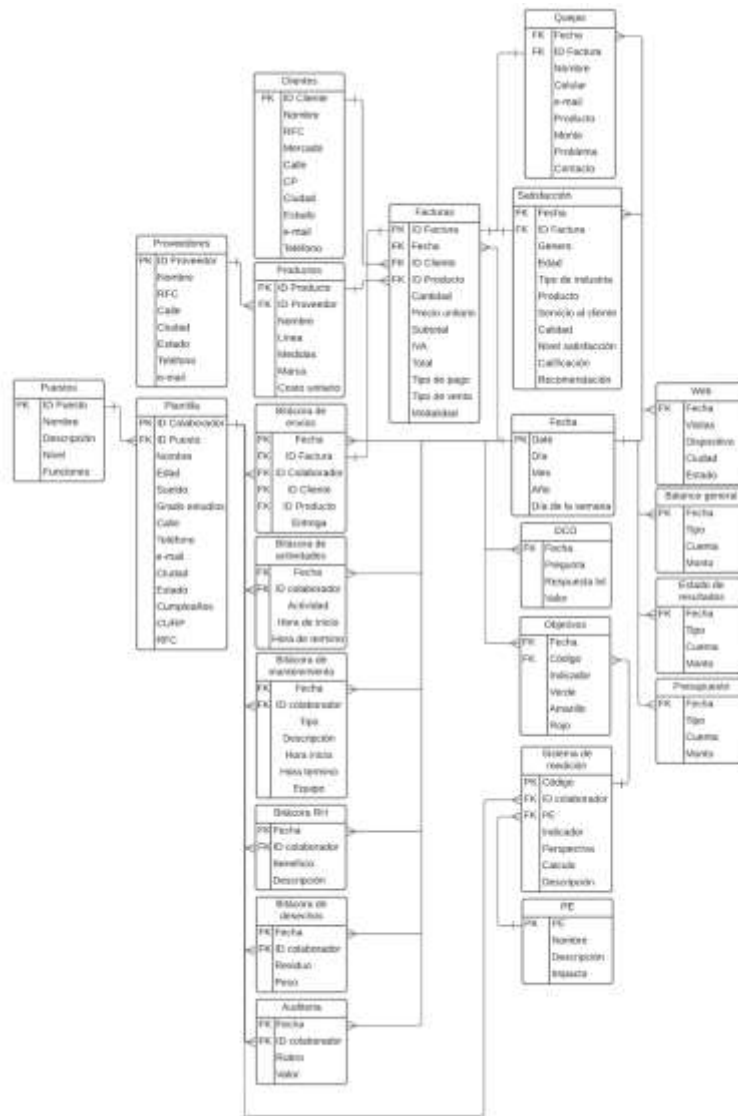 Quejas
FK Fecha
FK ID Factura
Nombre
Celular
e-mail
Producto
Monto
Problema
Contacto
Clientes
PK ID Cliente
Nombre
RFC
Mercado
Calle
CP
Ciudad
Estado
e-mail
Teléfono
Satisfacción
FK Fecha
FK ID Factura
Genero
Edad
Tipo de industria
Producto
Servicio al cliente
Calidad
Nivel satisfacción
Calificación
Recomendación
Facturas
PK ID Factura
FK Fecha
FK ID Cliente
FK ID Producto
Cantidad
Precio unitario
Subtotal
IVA
Total
Tipo de pago
Tipo de venta
Modalidad
Proveedores
PK ID Proveedor
Nombre
RFC
Calle
Ciudad
Estado
Teléfono
e-mail
Productos
PK ID Producto
FK ID Proveedor
Nombre
Línea
Medidas
Marca
Costo unitario
Puestos
PK ID Puesto
Nombre
Descripción
Nivel
Funciones
Plantilla
PK ID Colaborador
FK ID Puesto
Nombre
Edad
Sueldo
Grado estudios
Calle
Teléfono
e-mail
Ciudad
Estado
Cumpleaños
CURP
RFC
Bitácora de
envíos
FK Fecha
FK ID Factura
FK ID Colaborador
FK ID Cliente
FK ID Producto
Entrega
Fecha
PK Date
Día
Mes
Año
Día de la semana
Web
FK Fecha
Visitas
Dispositivo
Ciudad
Estado
Balance general
FK Fecha
Tipo
Cuenta
Monto
Estado de
resultados
FK Fecha
Tipo
Cuenta
Monto
Presupuesto
FK Fecha
Tipo
Cuenta
Monto
Bitácora de
actividades
FK Fecha
FK ID colaborador
Actividad
Hora de inicio
Hora de termino
FK Fecha
Pregunta
Valor
Objetivos
FK Fecha
FK Código
Indicador
Verde
Amarillo
Rojo
Bitácora de
mantenimiento
FK Fecha
FK ID colaborador
Tipo
Descripción
Hora inicio
Hora termino
Equipo
Sistema de
medición
PK Código
FK ID colaborador
FK PE
Indicador
Perspectiva
Calculo
Descripción
Bitácora RH
FK Fecha
FK ID colaborador
Beneficio
Descripción
Bitácora de
desechos
FK Fecha
FK ID colaborador
Residuo
Peso
PE
PK PE
Nombre
Descripción
Impacto
Auditoria
FK Fecha
FK ID colaborador
Rubro
Valor